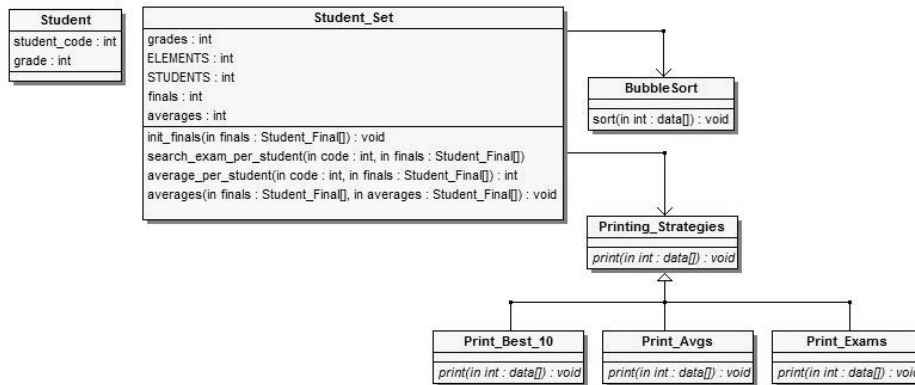 Student
student_code : int
grade : int
Student_Set
grades : int
ELEMENTS : int
STUDENTS : int
finals : int
averages : int
init_finals(in finals : Student_Final[]) : void
search_exam_per_student(in code : int, in finals : Student_Final[])
average_per_student(in code : int, in finals : Student_Final[]) : int
averages(in finals : Student_Final[], in averages : Student_Final[]) : void
BubbleSort
sort(in int : data[]) : void
Printing_Strategies
print(in int : data[]) : void
Print_Best_10
print(in int : data[]) : void
Print_Avgs
print(in int : data[]) : void
Print_Exams
print(in int : data[]) : void